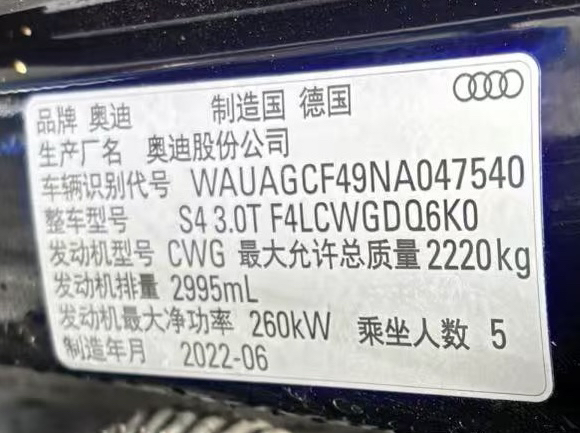 品牌 奥迪 制造国 德国
生产厂名 奥迪股份公司
车辆识别代号 WAUAGCF49NA047540
整车型号 S4 3.0T F4LCWGDQ6K0
发动机型号 CWG 最大允许总质量 2220kg
发动机排量 2995mL
发动机最大净功率 260kW 乘坐人数 5
制造年月 2022-06